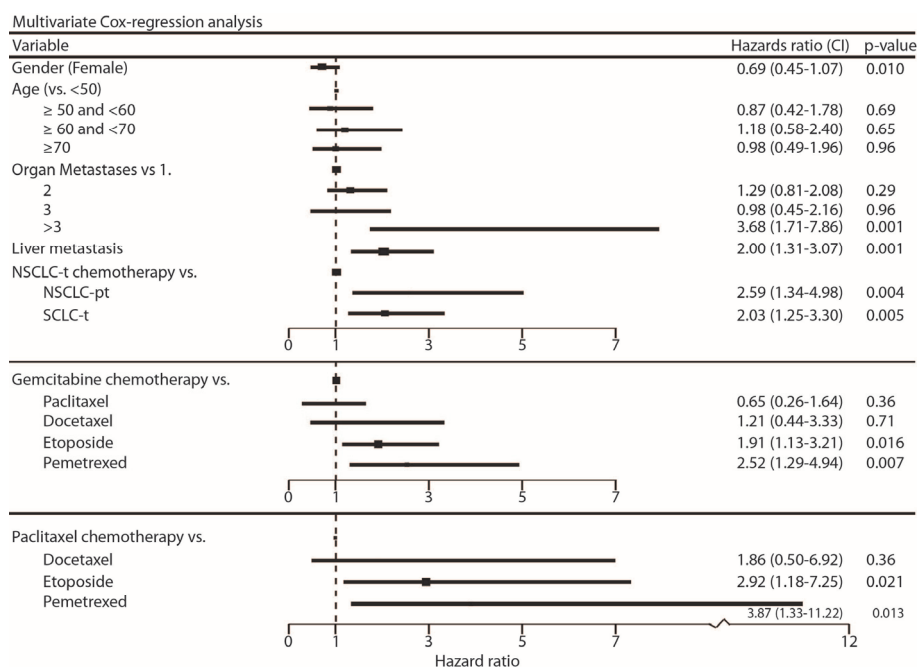 Multivariate Cox-regression analysis
Variable Hazards ratio (CI) p-value
Gender (Female) 0.69 (0.45-1.07) 0.010
Age (vs. <50)
≥ 50 and <60 0.87 (0.42-1.78) 0.69
≥ 60 and <70 1.18 (0.58-2.40) 0.65
≥70 0.98 (0.49-1.96) 0.96
Organ Metastases vs 1.
2 1.29 (0.81-2.08) 0.29
3 0.98 (0.45-2.16) 0.96
>3 3.68 (1.71-7.86) 0.001
Liver metastasis 2.00 (1.31-3.07) 0.001
NSCLC-t chemotherapy vs.
NSCLC-pt 2.59 (1.34-4.98) 0.004
SCLC-t 2.03 (1.25-3.30) 0.005
0 1 3 5 7
Gemcitabine chemotherapy vs.
Paclitaxel 0.65 (0.26-1.64) 0.36
Docetaxel 1.21 (0.44-3.33) 0.71
Etoposide 1.91 (1.13-3.21) 0.016
Pemetrexed 2.52 (1.29-4.94) 0.007
0 1 3 5 7
Paclitaxel chemotherapy vs.
Docetaxel 1.86 (0.50-6.92) 0.36
Etoposide 2.92 (1.18-7.25) 0.021
Pemetrexed 3.87 (1.33-11.22) 0.013
0 1 3 5 7 12
Hazard ratio